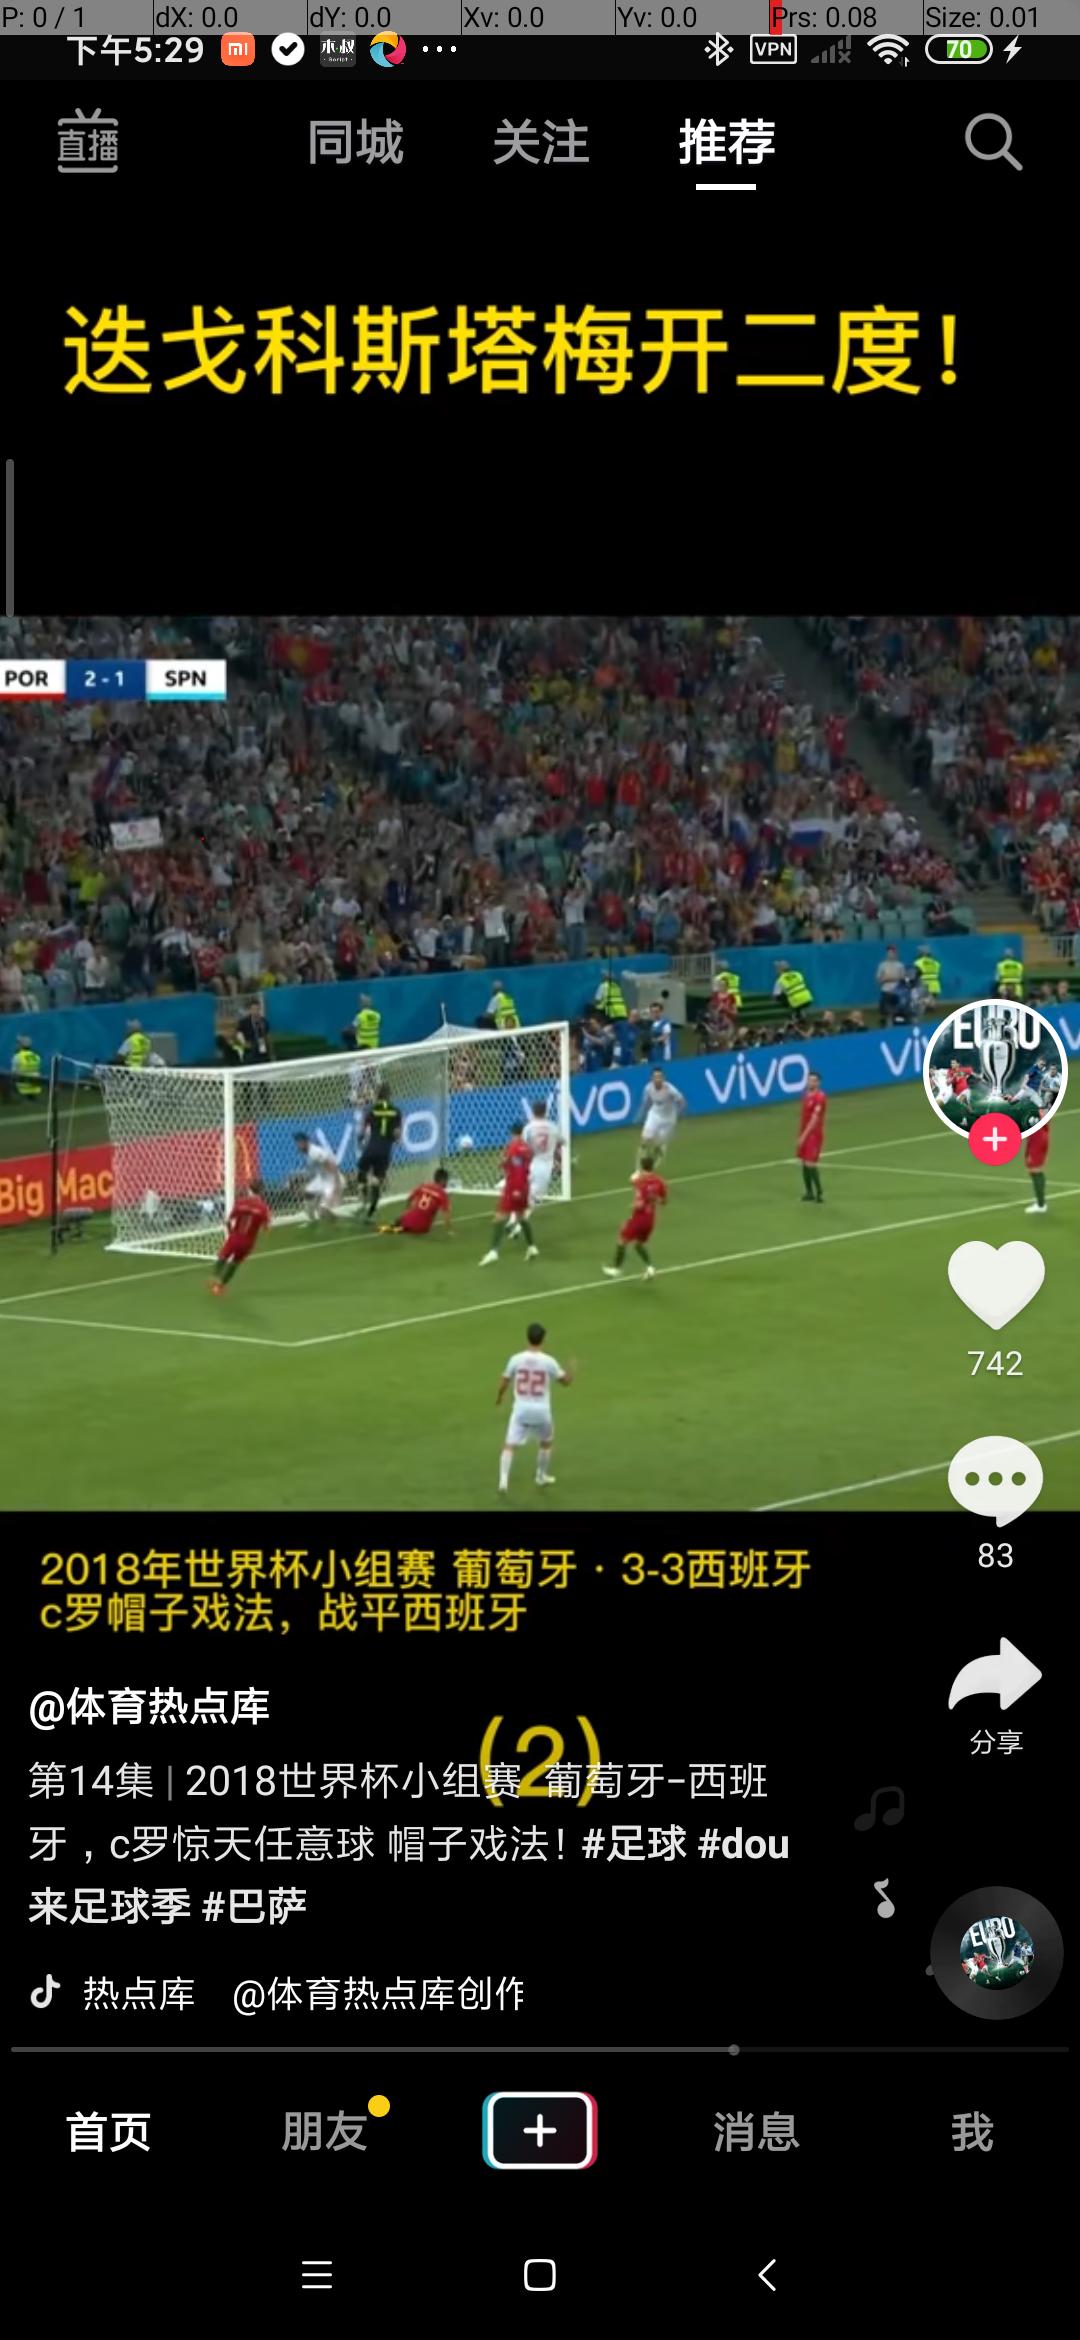 P: 0 / 1 dX: 0.0 dY: 0.0 Xv: 0.0 Yv: 0.0 Prs: 0.08 Size: 0.01
下午5:29 VPN 70
直播 同城 关注 推荐
迭戈科斯塔梅开二度！
POR 2-1 SPN
EURO
vivo
Big Mac
8
22
742
83
2018年世界杯小组赛 葡萄牙·3-3西班牙
c罗帽子戏法，战平西班牙
分享
@体育热点库
(2)
第14集 | 2018世界杯小组赛 葡萄牙-西班
牙，c罗惊天任意球 帽子戏法！#足球 #dou
来足球季 #巴萨
EURO
热点库 @体育热点库创作
首页 朋友 消息 我